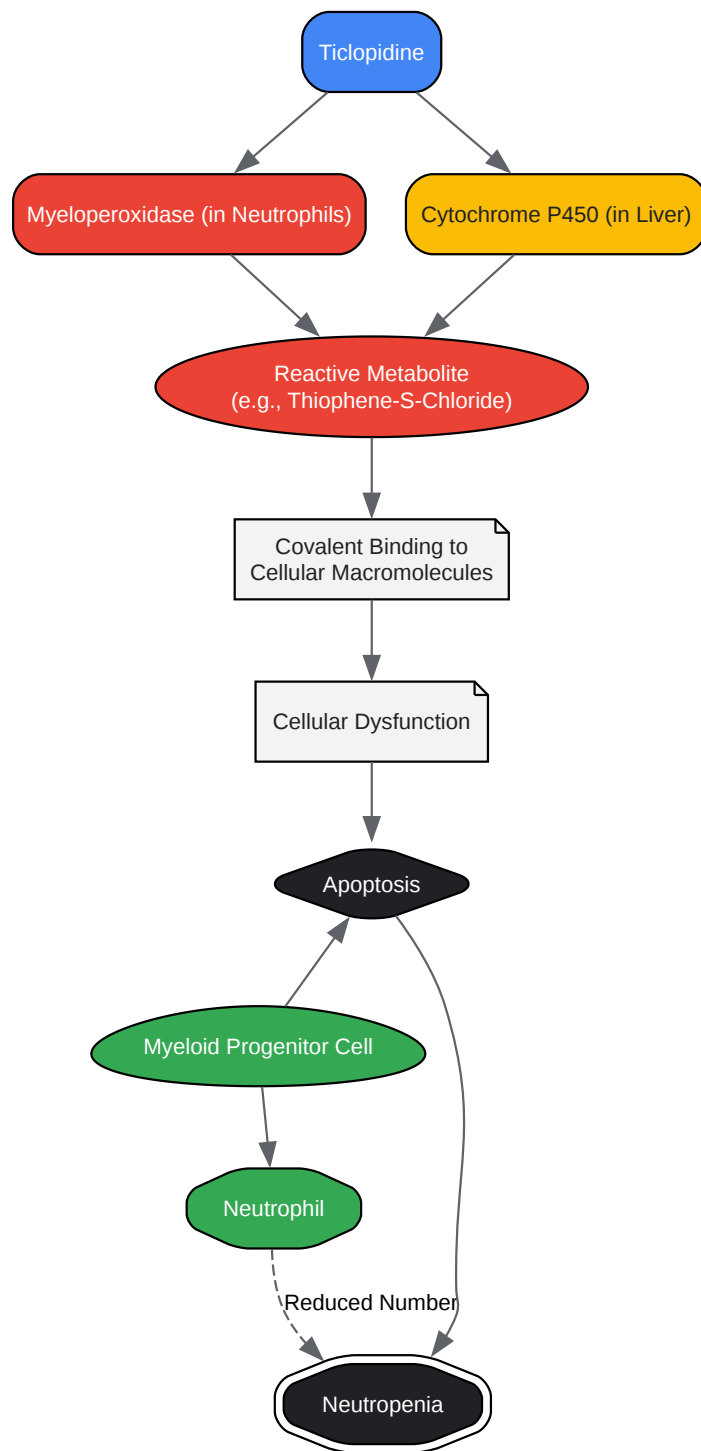 Ticlopidine
Myeloperoxidase (in Neutrophils)
Cytochrome P450 (in Liver)
Reactive Metabolite
(e.g., Thiophene-S-Chloride)
Covalent Binding to
Cellular Macromolecules
Cellular Dysfunction
Apoptosis
Myeloid Progenitor Cell
Neutrophil
Reduced Number
Neutropenia